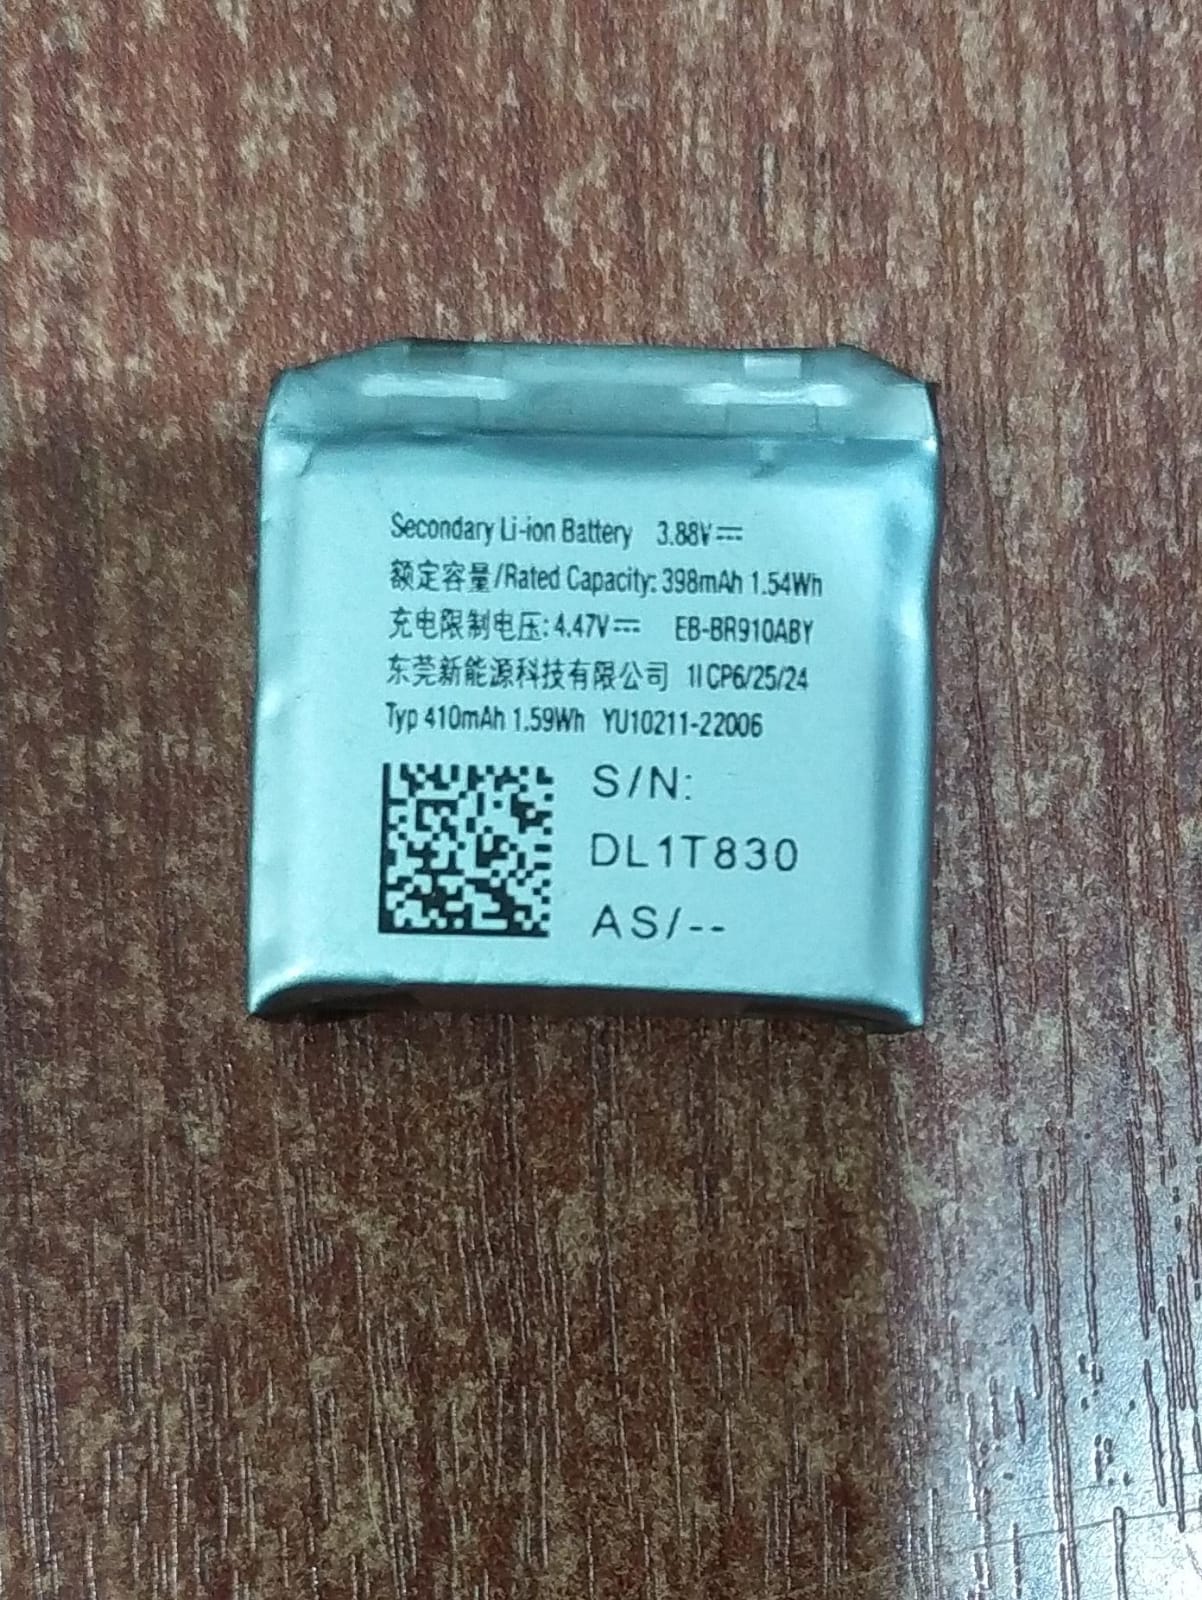 Secondary Li-ion Battery 3.88V⎓
额定容量/Rated Capacity: 398mAh 1.54Wh
充电限制电压: 4.47V⎓ EB-BR910ABY
东莞新能源科技有限公司 1ICP6/25/24
Typ 410mAh 1.59Wh YU10211-22006
S/N:
DL1T830
AS/--